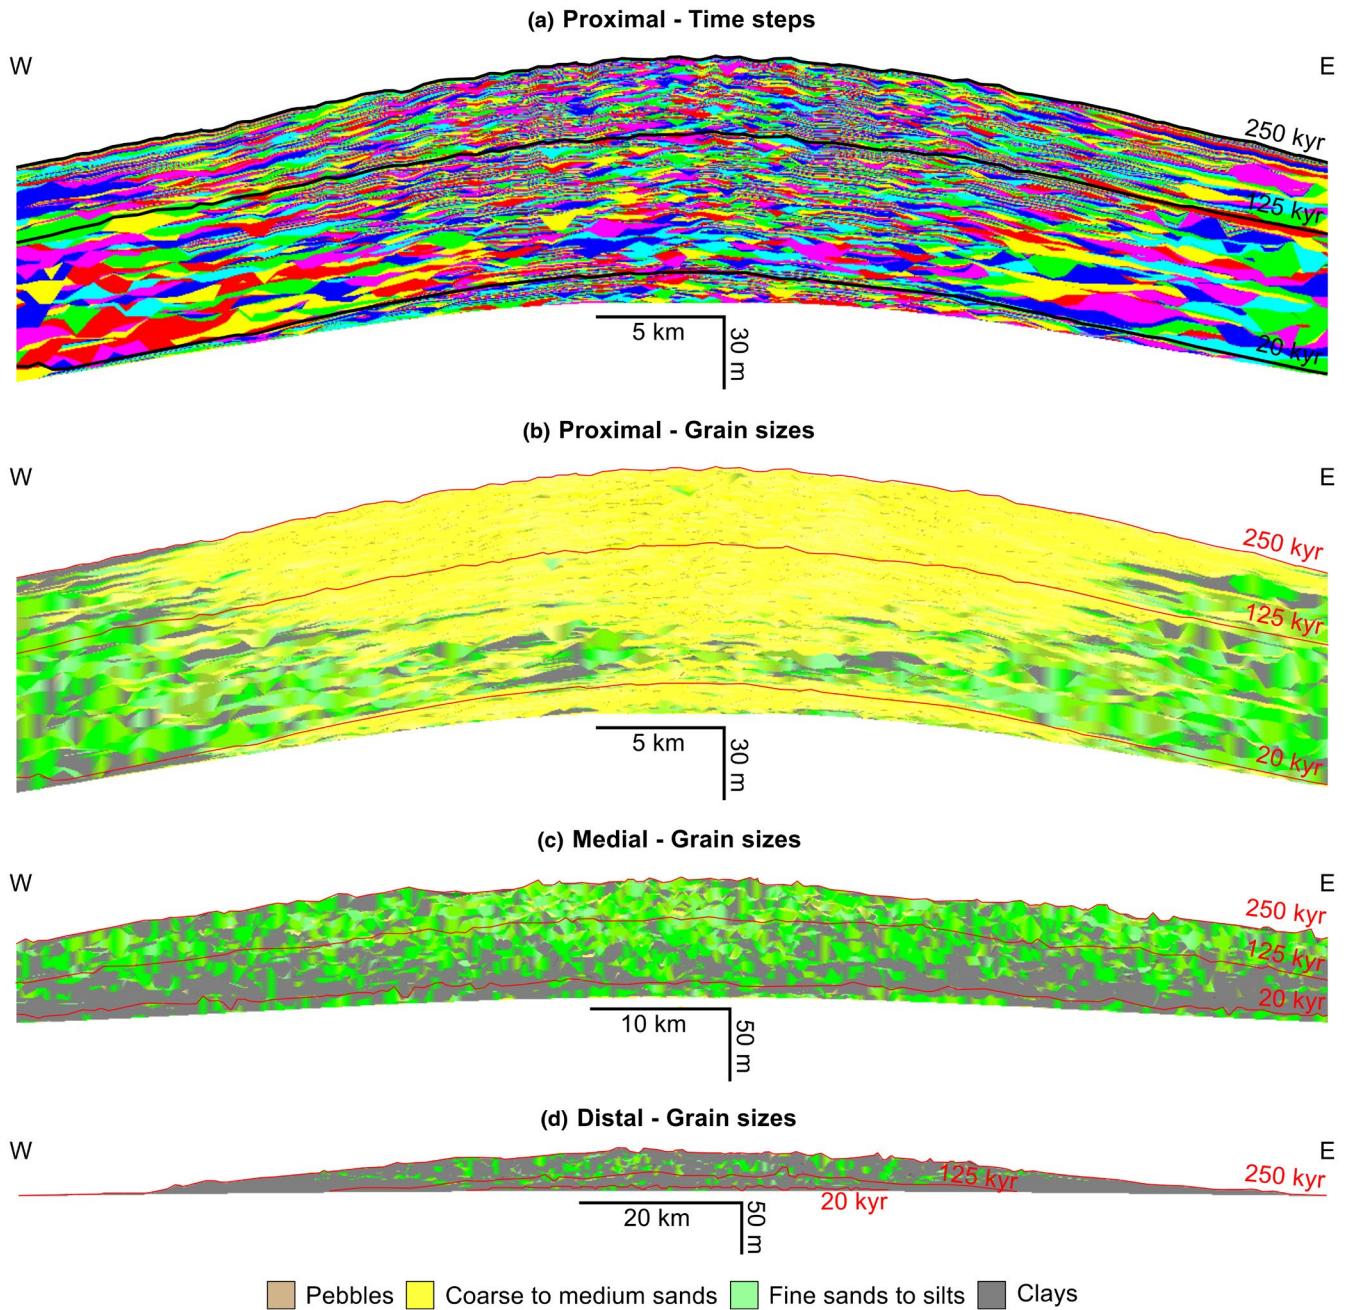 (a) Proximal - Time steps
W
E
250 kyr
125 kyr
20 kyr
5 km
30 m
(b) Proximal - Grain sizes
W
E
250 kyr
125 kyr
20 kyr
5 km
30 m
(c) Medial - Grain sizes
W
E
250 kyr
125 kyr
20 kyr
10 km
50 m
(d) Distal - Grain sizes
W
E
125 kyr
250 kyr
20 kyr
20 km
50 m
Pebbles Coarse to medium sands Fine sands to silts Clays